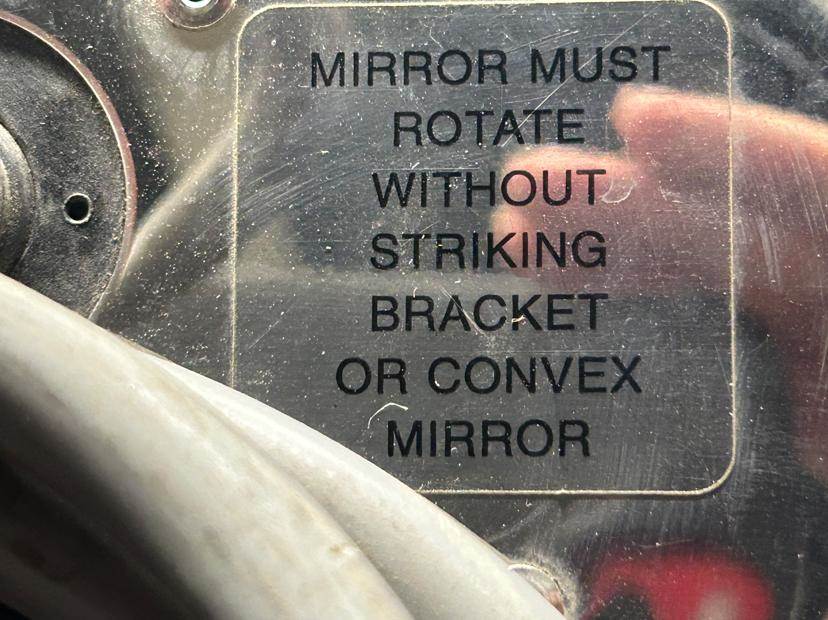 MIRROR MUST
ROTATE
WITHOUT
STRIKING
BRACKET
OR CONVEX
MIRROR